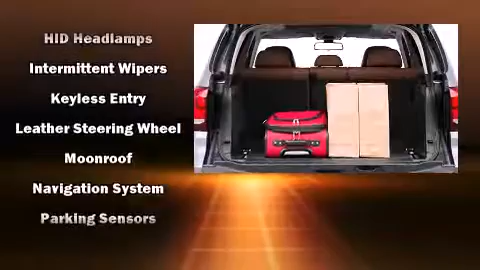 HID Headlamps
Intermittent Wipers
Keyless Entry
Leather Steering Wheel
Moonroof
Navigation System
Parking Sensors